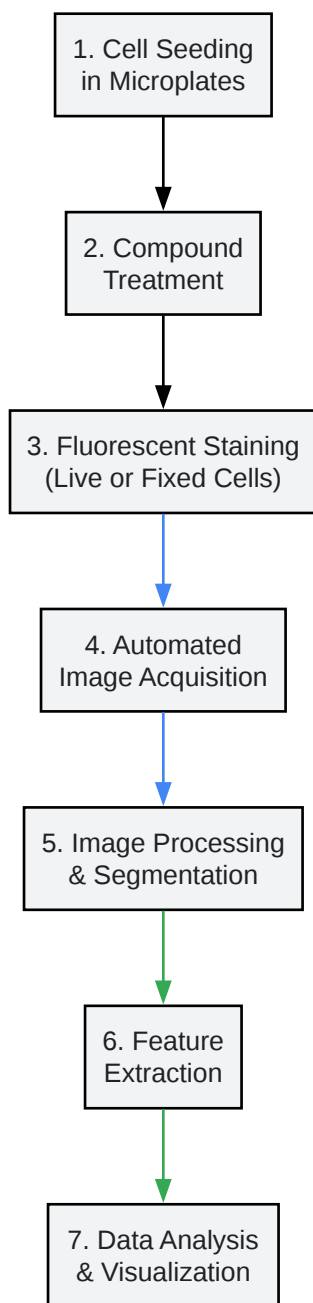 1. Cell Seeding
in Microplates
2. Compound
Treatment
3. Fluorescent Staining
(Live or Fixed Cells)
4. Automated
Image Acquisition
5. Image Processing
& Segmentation
6. Feature
Extraction
7. Data Analysis
& Visualization